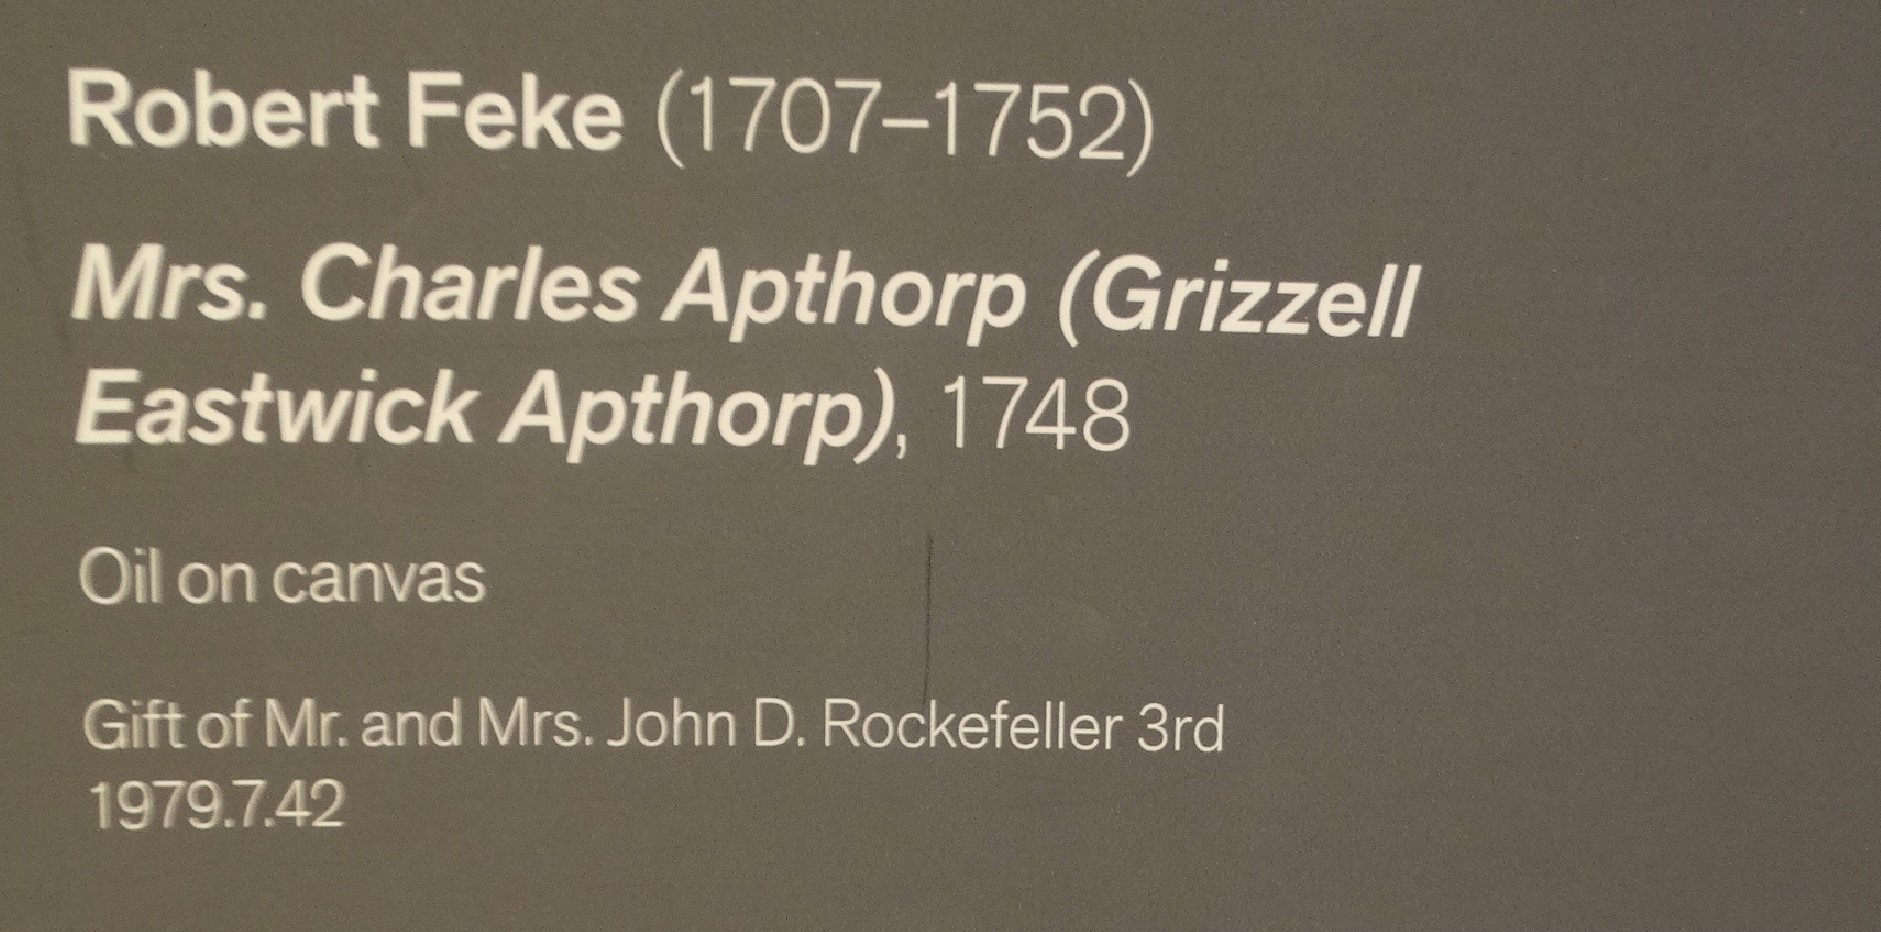 Robert Feke (1707–1752)
Mrs. Charles Apthorp (Grizzell
Eastwick Apthorp), 1748
Oil on canvas
Gift of Mr. and Mrs. John D. Rockefeller 3rd
1979.7.42